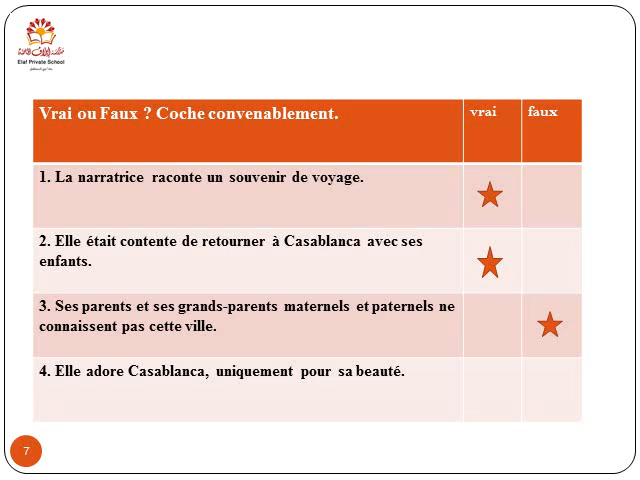 Elaf Private School
Vrai ou Faux ? Coche convenablement.
vrai
faux
1. La narratrice raconte un souvenir de voyage.
2. Elle était contente de retourner à Casablanca avec ses
enfants.
3. Ses parents et ses grands-parents maternels et paternels ne
connaissent pas cette ville.
4. Elle adore Casablanca, uniquement pour sa beauté.
7